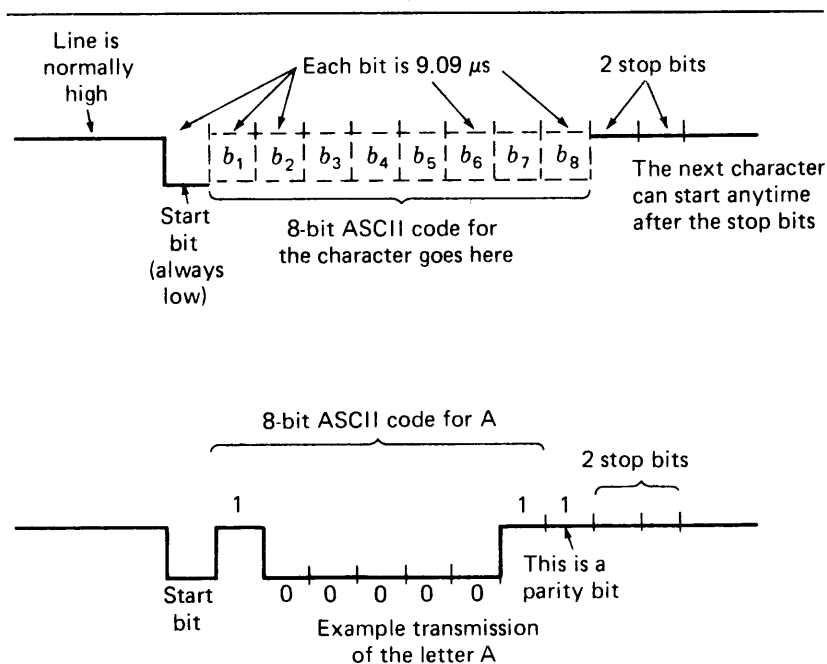 Line is
normally
high
Each bit is 9.09 μs
2 stop bits
b1 b2 b3 b4 b5 b6 b7 b8
The next character
can start anytime
after the stop bits
Start
bit
(always
low)
8-bit ASCII code for
the character goes here
8-bit ASCII code for A
2 stop bits
1 1 1
Start
bit
0 0 0 0 0
This is a
parity bit
Example transmission
of the letter A